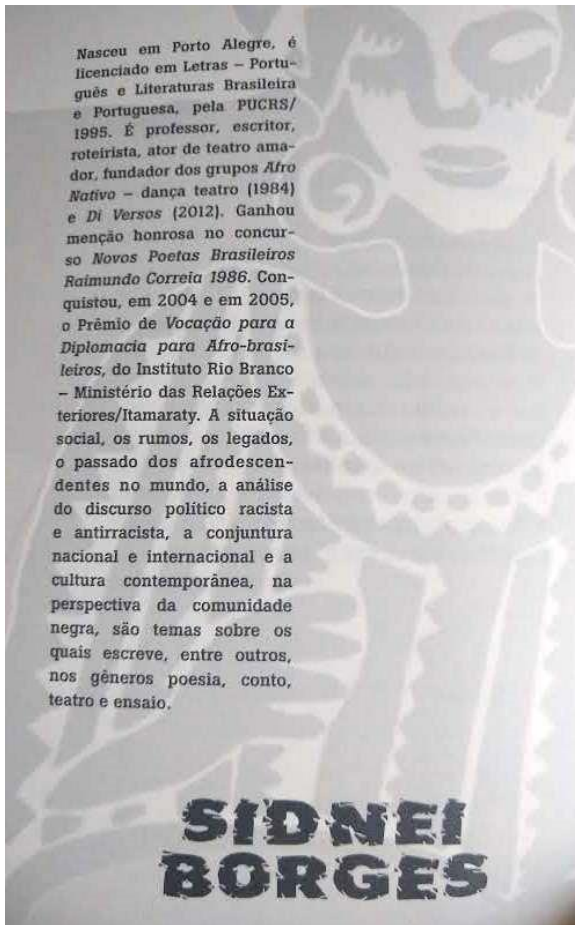 Nasceu em Porto Alegre, é
licenciado em Letras – Portu-
guês e Literaturas Brasileira
e Portuguesa, pela PUCRS/
1995. É professor, escritor,
roteirista, ator de teatro ama-
dor, fundador dos grupos Afro
Nativo – dança teatro (1984)
e Di Versos (2012). Ganhou
menção honrosa no concur-
so Novos Poetas Brasileiros
Raimundo Correia 1986. Con-
quistou, em 2004 e em 2005,
o Prêmio de Vocação para a
Diplomacia para Afro-brasi-
leiros, do Instituto Rio Branco
– Ministério das Relações Ex-
teriores/Itamaraty. A situação
social, os rumos, os legados,
o passado dos afrodescen-
dentes no mundo, a análise
do discurso político racista
e antirracista, a conjuntura
nacional e internacional e a
cultura contemporânea, na
perspectiva da comunidade
negra, são temas sobre os
quais escreve, entre outros,
nos gêneros poesia, conto,
teatro e ensaio.
SIDNEI
BORGES